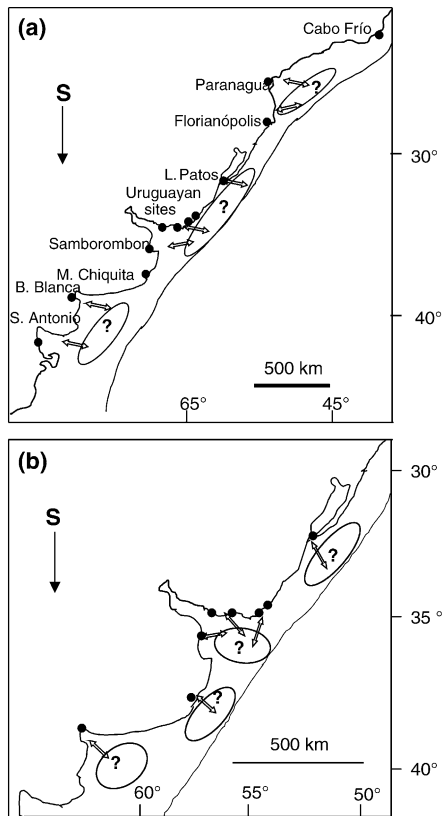 (a)
Cabo Frío
S
Paranagua
Florianópolis
?
30°
L. Patos
Uruguayan
sites
?
Samborombon
M. Chiquita
B. Blanca
S. Antonio
?
40°
500 km
65°
45°
(b)
30°
S
?
35°
?
?
?
500 km
40°
60°
55°
50°